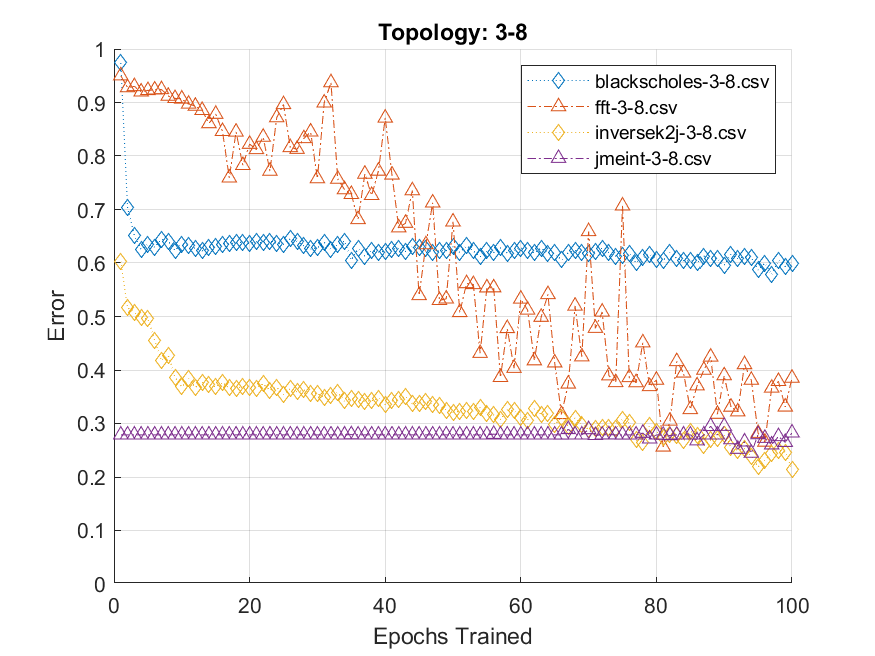 Topology: 3-8
1
0.9
0.8
0.7
0.6
0.5
0.4
0.3
0.2
0.1
0
Error
blackscholes-3-8.csv
fft-3-8.csv
inversek2j-3-8.csv
jmeint-3-8.csv
0 20 40 60 80 100
Epochs Trained